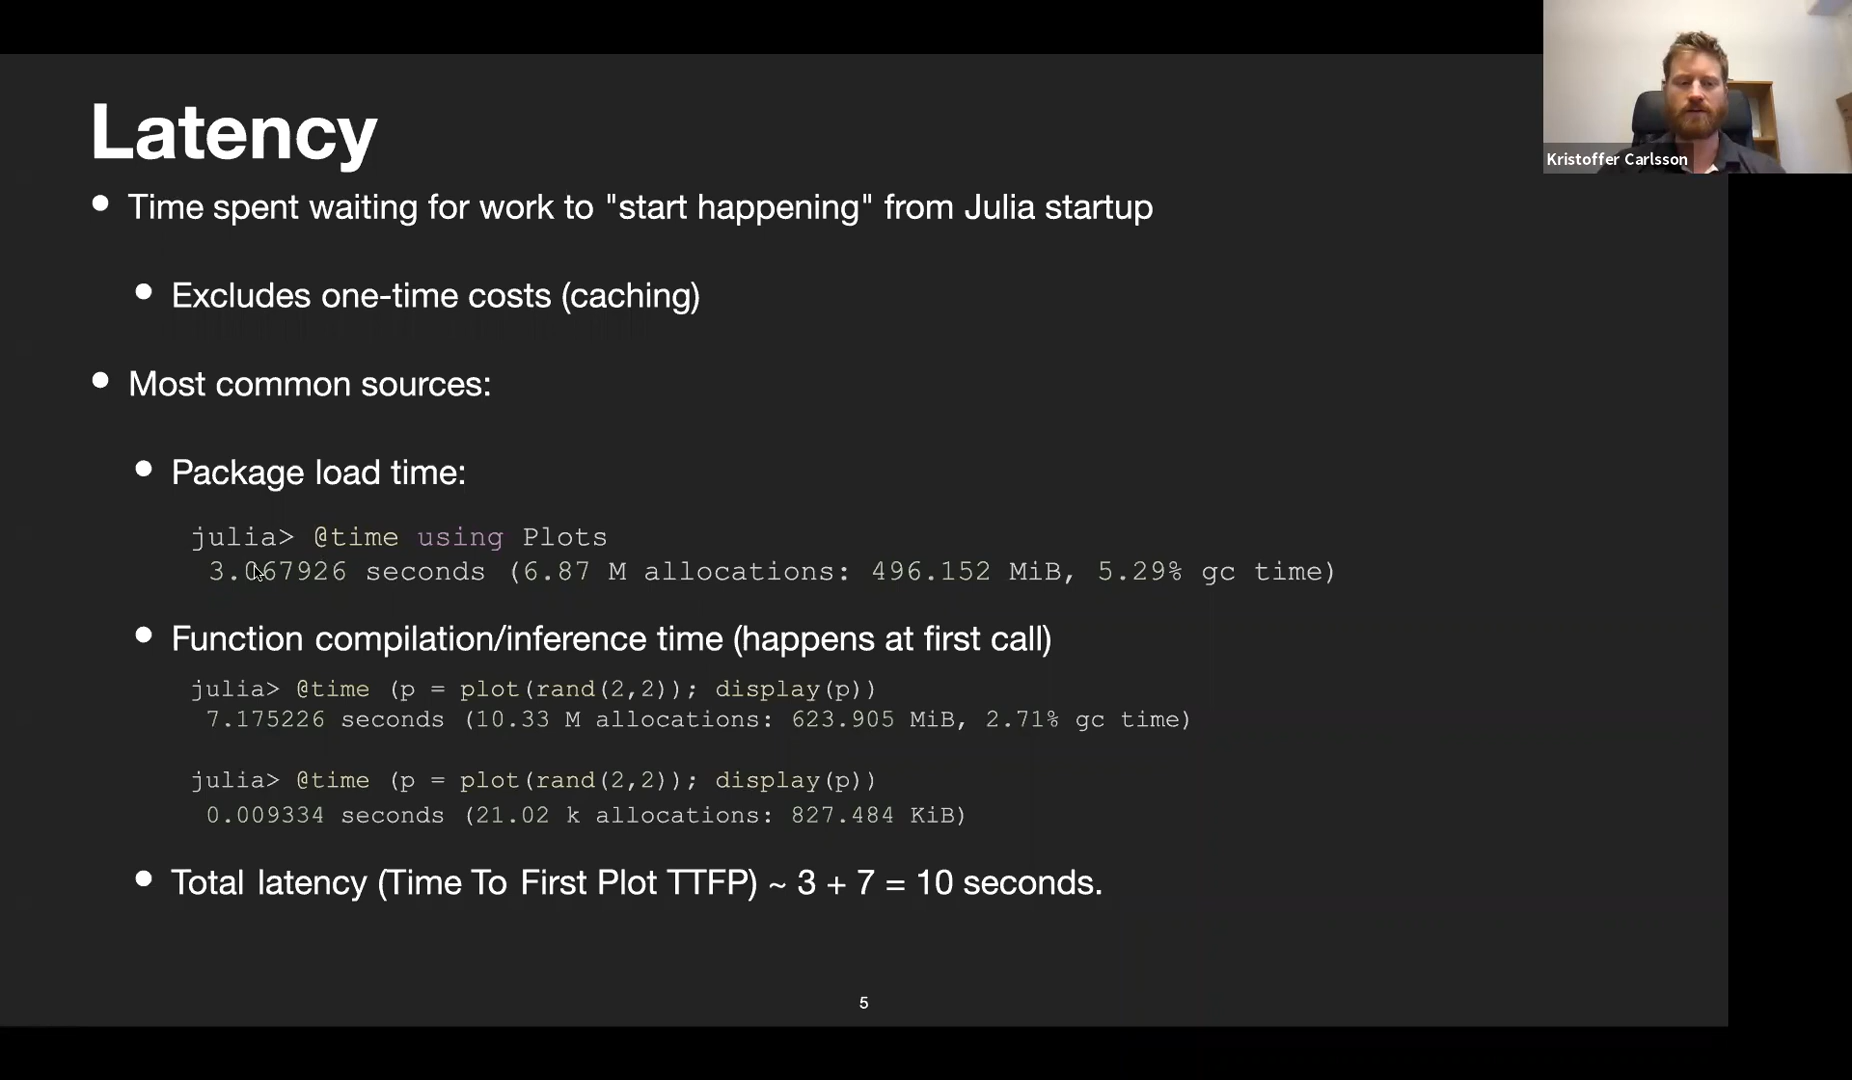 Latency
Kristoffer Carlsson
• Time spent waiting for work to "start happening" from Julia startup
• Excludes one-time costs (caching)
• Most common sources:
• Package load time:
julia> @time using Plots
3.067926 seconds (6.87 M allocations: 496.152 MiB, 5.29% gc time)
• Function compilation/inference time (happens at first call)
julia> @time (p = plot(rand(2,2)); display(p))
7.175226 seconds (10.33 M allocations: 623.905 MiB, 2.71% gc time)
julia> @time (p = plot(rand(2,2)); display(p))
0.009334 seconds (21.02 k allocations: 827.484 KiB)
• Total latency (Time To First Plot TTFP) ~ 3 + 7 = 10 seconds.
5